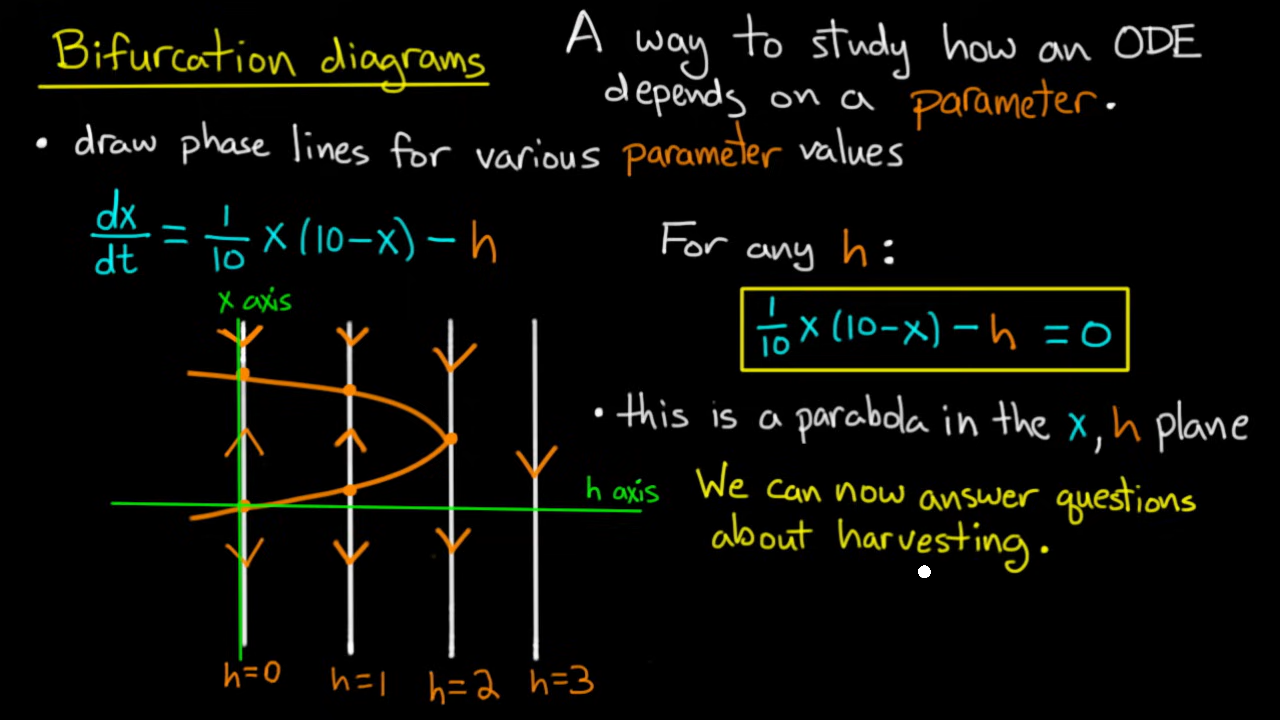 Bifurcation diagrams
A way to study how an ODE
depends on a parameter.
• draw phase lines for various parameter values
dx/dt = 1/10 x (10-x) - h
For any h:
1/10 x (10-x) - h = 0
x axis
• this is a parabola in the x, h plane
h axis
We can now answer questions
about harvesting.
h=0 h=1 h=2 h=3